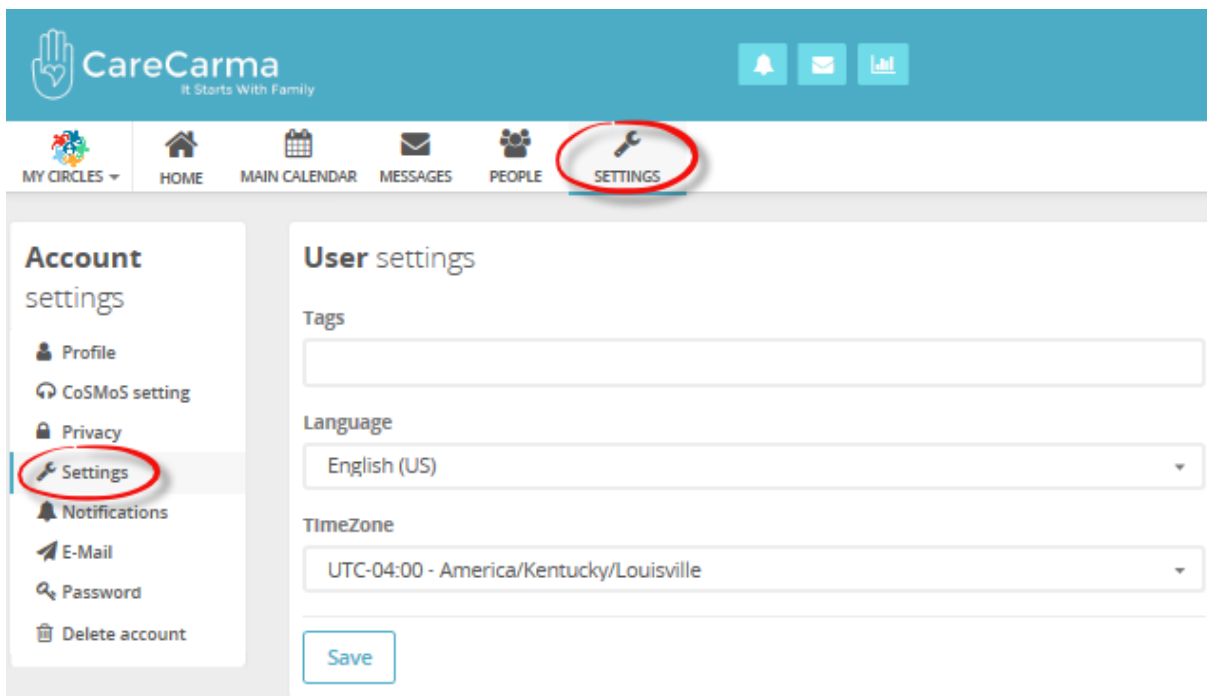 CareCarma
It Starts With Family
MY CIRCLES
HOME
MAIN CALENDAR
MESSAGES
PEOPLE
SETTINGS
Account
settings
Profile
CoSMoS setting
Privacy
Settings
Notifications
E-Mail
Password
Delete account
User settings
Tags
Language
English (US)
TimeZone
UTC-04:00 - America/Kentucky/Louisville
Save